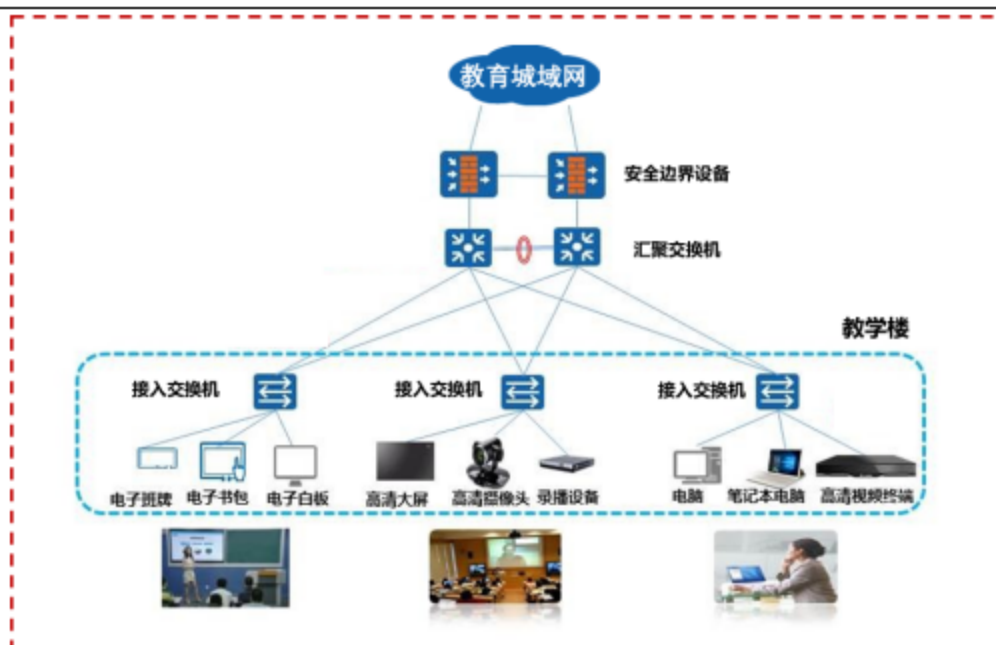 教育城域网
安全边界设备
汇聚交换机
教学楼
接入交换机
接入交换机
接入交换机
电子班牌
电子书包
电子白板
高清大屏
高清摄像头
录播设备
电脑
笔记本电脑
高清视频终端